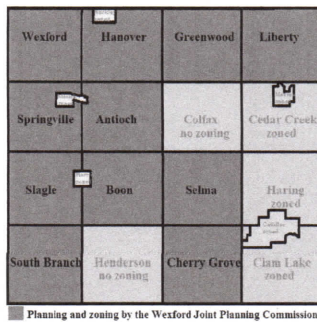 Wexford Hanover Greenwood Liberty
Springville Antioch Colfax Cedar Creek
no zoning zoned
Slagle Boon Selma Haring
zoned
South Branch Henderson Cherry Grove Clam Lake
no zoning zoned
Planning and zoning by the Wexford Joint Planning Commission